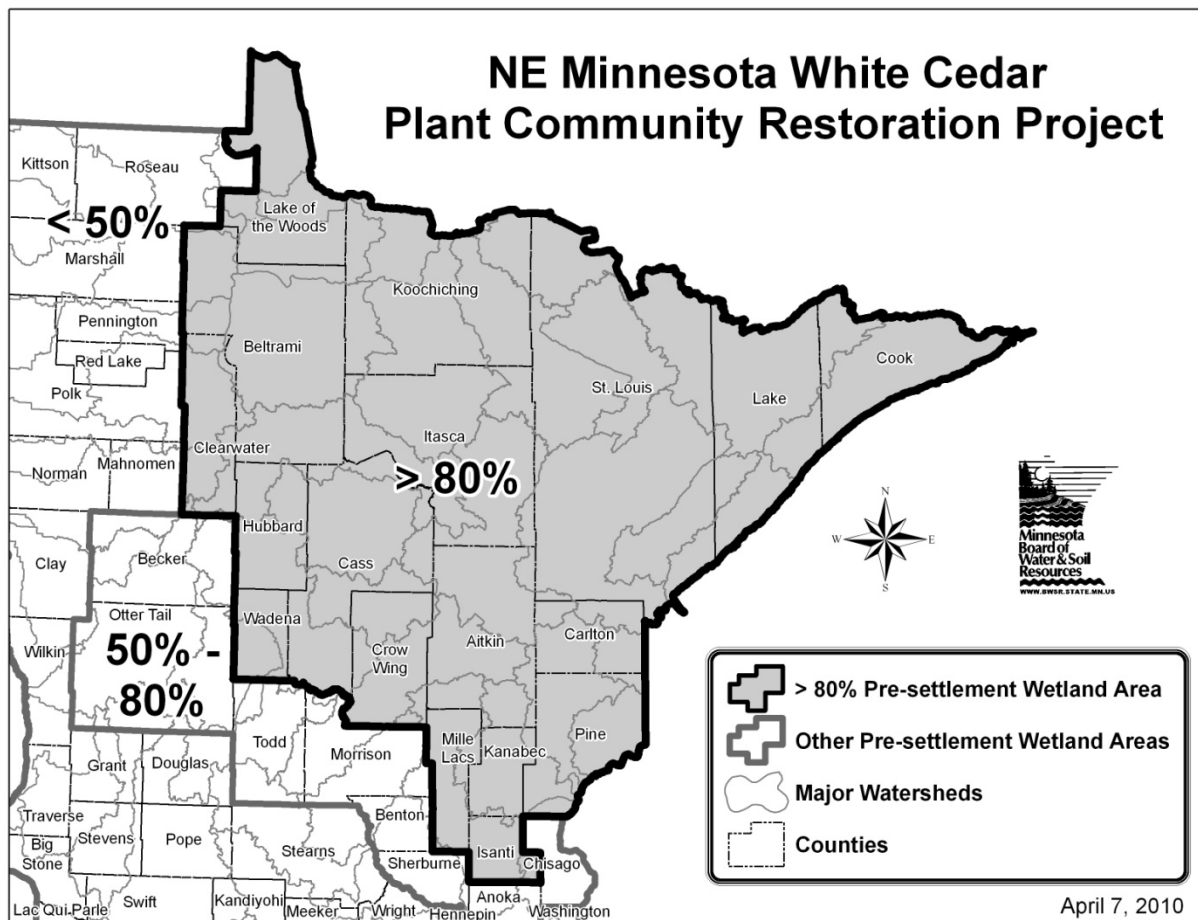 NE Minnesota White Cedar
Plant Community Restoration Project
Kittson
Roseau
< 50%
Lake of
the Woods
Marshall
Koochiching
Pennington
Beltrami
Red Lake
Cook
Polk
St. Louis
Lake
Clearwater
Itasca
Mahnomen
Norman
> 80%
Hubbard
N
W
E
S
Minnesota
Board of
Water & Soil
Resources
WWW.BWSR.STATE.MN.US
Becker
Clay
Cass
Otter Tail
Wadena
50% -
80%
Wilkin
Crow
Wing
Aitkin
Carlton
> 80% Pre-settlement Wetland Area
Other Pre-settlement Wetland Areas
Major Watersheds
Counties
Todd
Morrison
Mille
Lacs
Kanabec
Pine
Grant
Douglas
Traverse
Benton
Stevens
Pope
Big
Stone
Stearns
Isanti
Sherburne
Chisago
Lac Qui Parle
Swift
Kandiyohi
Meeker
Wright
Hennepin
Anoka
Washington
April 7, 2010